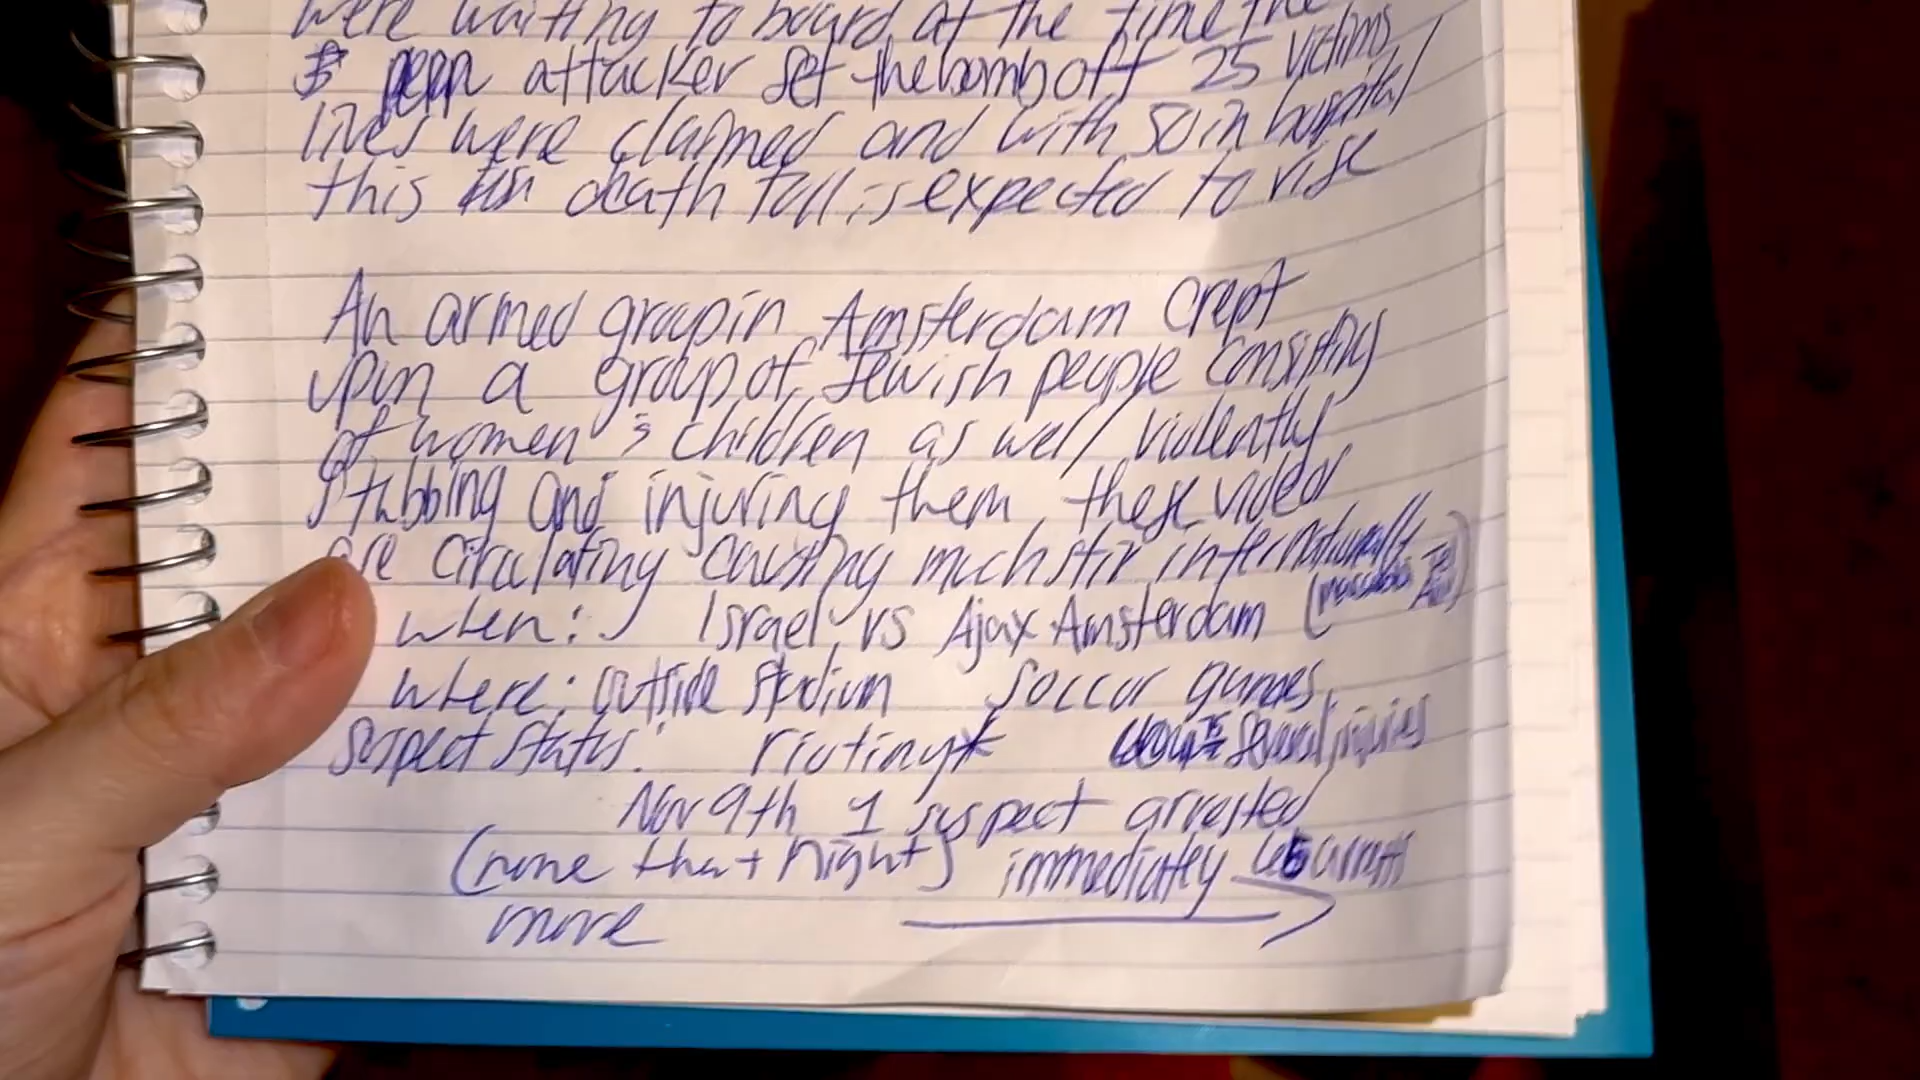 were waiting to board at the time the
attacker set the bomb off 25 victims
lives were claimed and with 50 in hospital
this death toll is expected to rise
An armed group in Amsterdam crept
upon a group of Jewish people consisting
of women & children as well violently
stabbing and injuring them, these video
are circulating causing much stir internationally
when: Israel vs Ajax Amsterdam (Tel
where: outside stadium soccer games
suspect status: rioting* several injuries
Nov 9th 1 suspect arrested
(none that night) immediatley
more